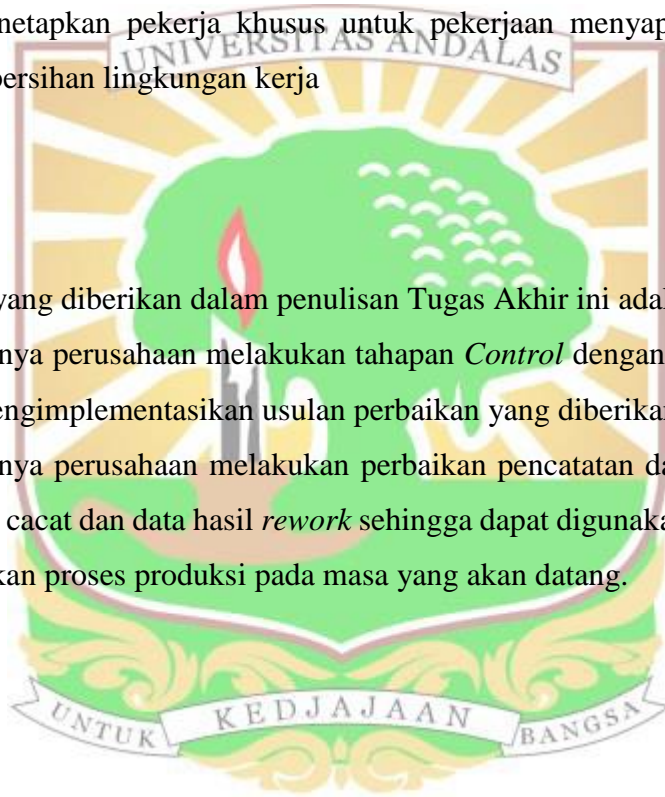 netapkan pekerja khusus untuk pekerjaan menyap
UNIVERSITAS ANDALAS
bersihan lingkungan kerja
yang diberikan dalam penulisan Tugas Akhir ini adal
nya perusahaan melakukan tahapan Control dengan
engimplementasikan usulan perbaikan yang diberikan
nya perusahaan melakukan perbaikan pencatatan da
cacat dan data hasil rework sehingga dapat digunaka
kan proses produksi pada masa yang akan datang.
UNTUK KEDJAJAAN BANGSA